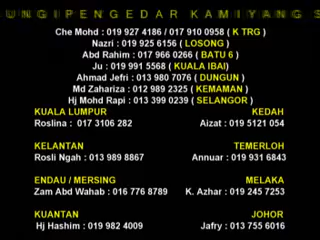 UNGI PENGEDAR KAMI YANG S
Che Mohd : 019 927 4186 / 017 910 0958 ( K TRG )
Nazri : 019 925 6156 ( LOSONG )
Abd Rahim : 017 966 0266 ( BATU 6 )
Ju : 019 991 5568 ( KUALA IBAI )
Ahmad Jefri : 013 980 7076 ( DUNGUN )
Md Zahariza : 012 989 2325 ( KEMAMAN )
Hj Mohd Rapi : 013 399 0239 ( SELANGOR )
KUALA LUMPUR KEDAH
Roslina : 017 3106 282 Aizat : 019 5121 054
KELANTAN TEMERLOH
Rosli Ngah : 013 989 8867 Annuar : 019 931 6843
ENDAU / MERSING MELAKA
Zam Abd Wahab : 016 776 8789 K. Azhar : 019 245 7253
KUANTAN JOHOR
Hj Hashim : 019 982 4009 Jafry : 013 755 6016